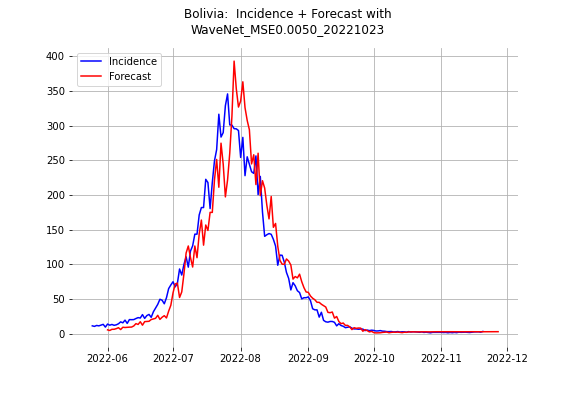 Bolivia:  Incidence + Forecast with
WaveNet_MSE0.0050_20221023
Incidence
Forecast
400
350
300
250
200
150
100
50
0
2022-06 2022-07 2022-08 2022-09 2022-10 2022-11 2022-12